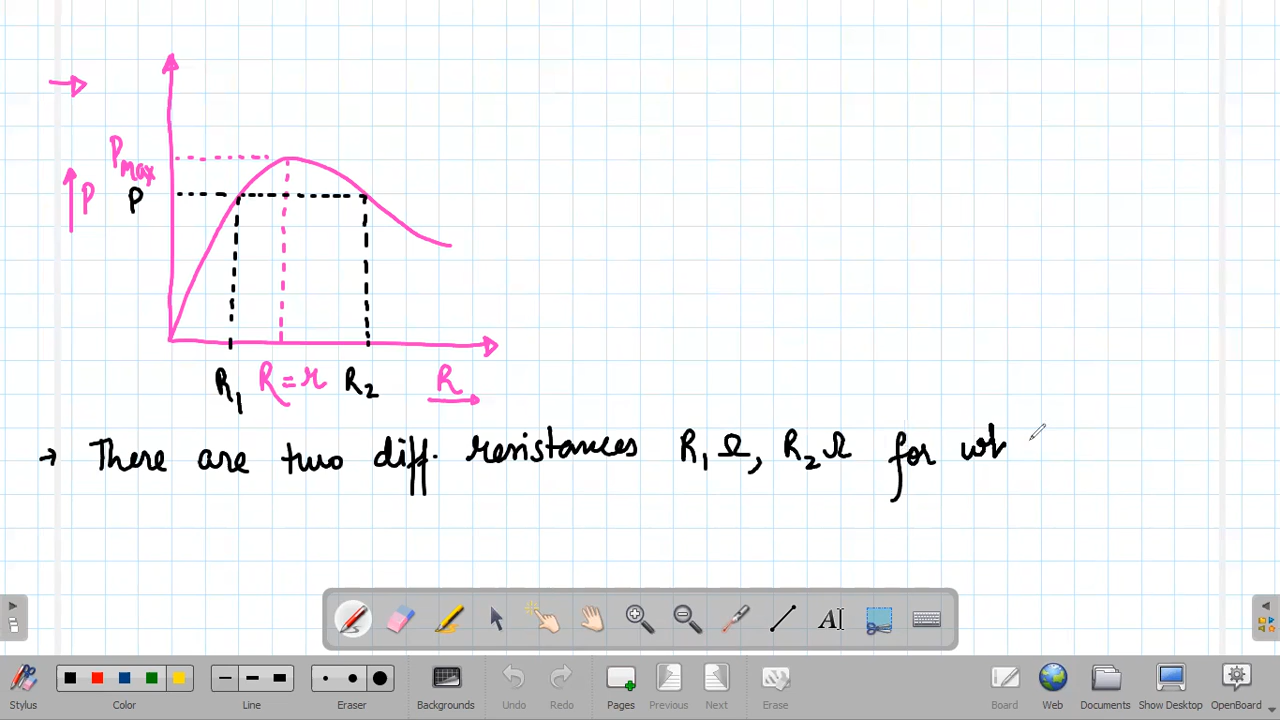 P
max
P
P
R₁
R = r
R₂
R
→ There are two diff. resistances R₁ Ω, R₂ Ω for wh
Stylus
Color
Line
Eraser
Backgrounds
Undo
Redo
Pages
Previous
Next
Erase
Board
Web
Documents
Show Desktop
OpenBoard